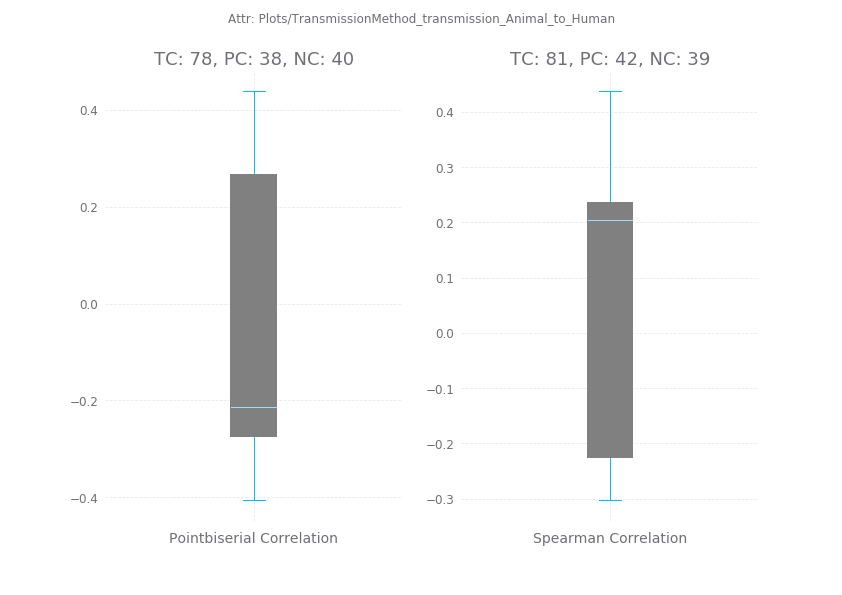 Attr: Plots/TransmissionMethod_transmission_Animal_to_Human
TC: 78, PC: 38, NC: 40
0.4
0.2
0.0
−0.2
−0.4
Pointbiserial Correlation
TC: 81, PC: 42, NC: 39
0.4
0.3
0.2
0.1
0.0
−0.1
−0.2
−0.3
Spearman Correlation